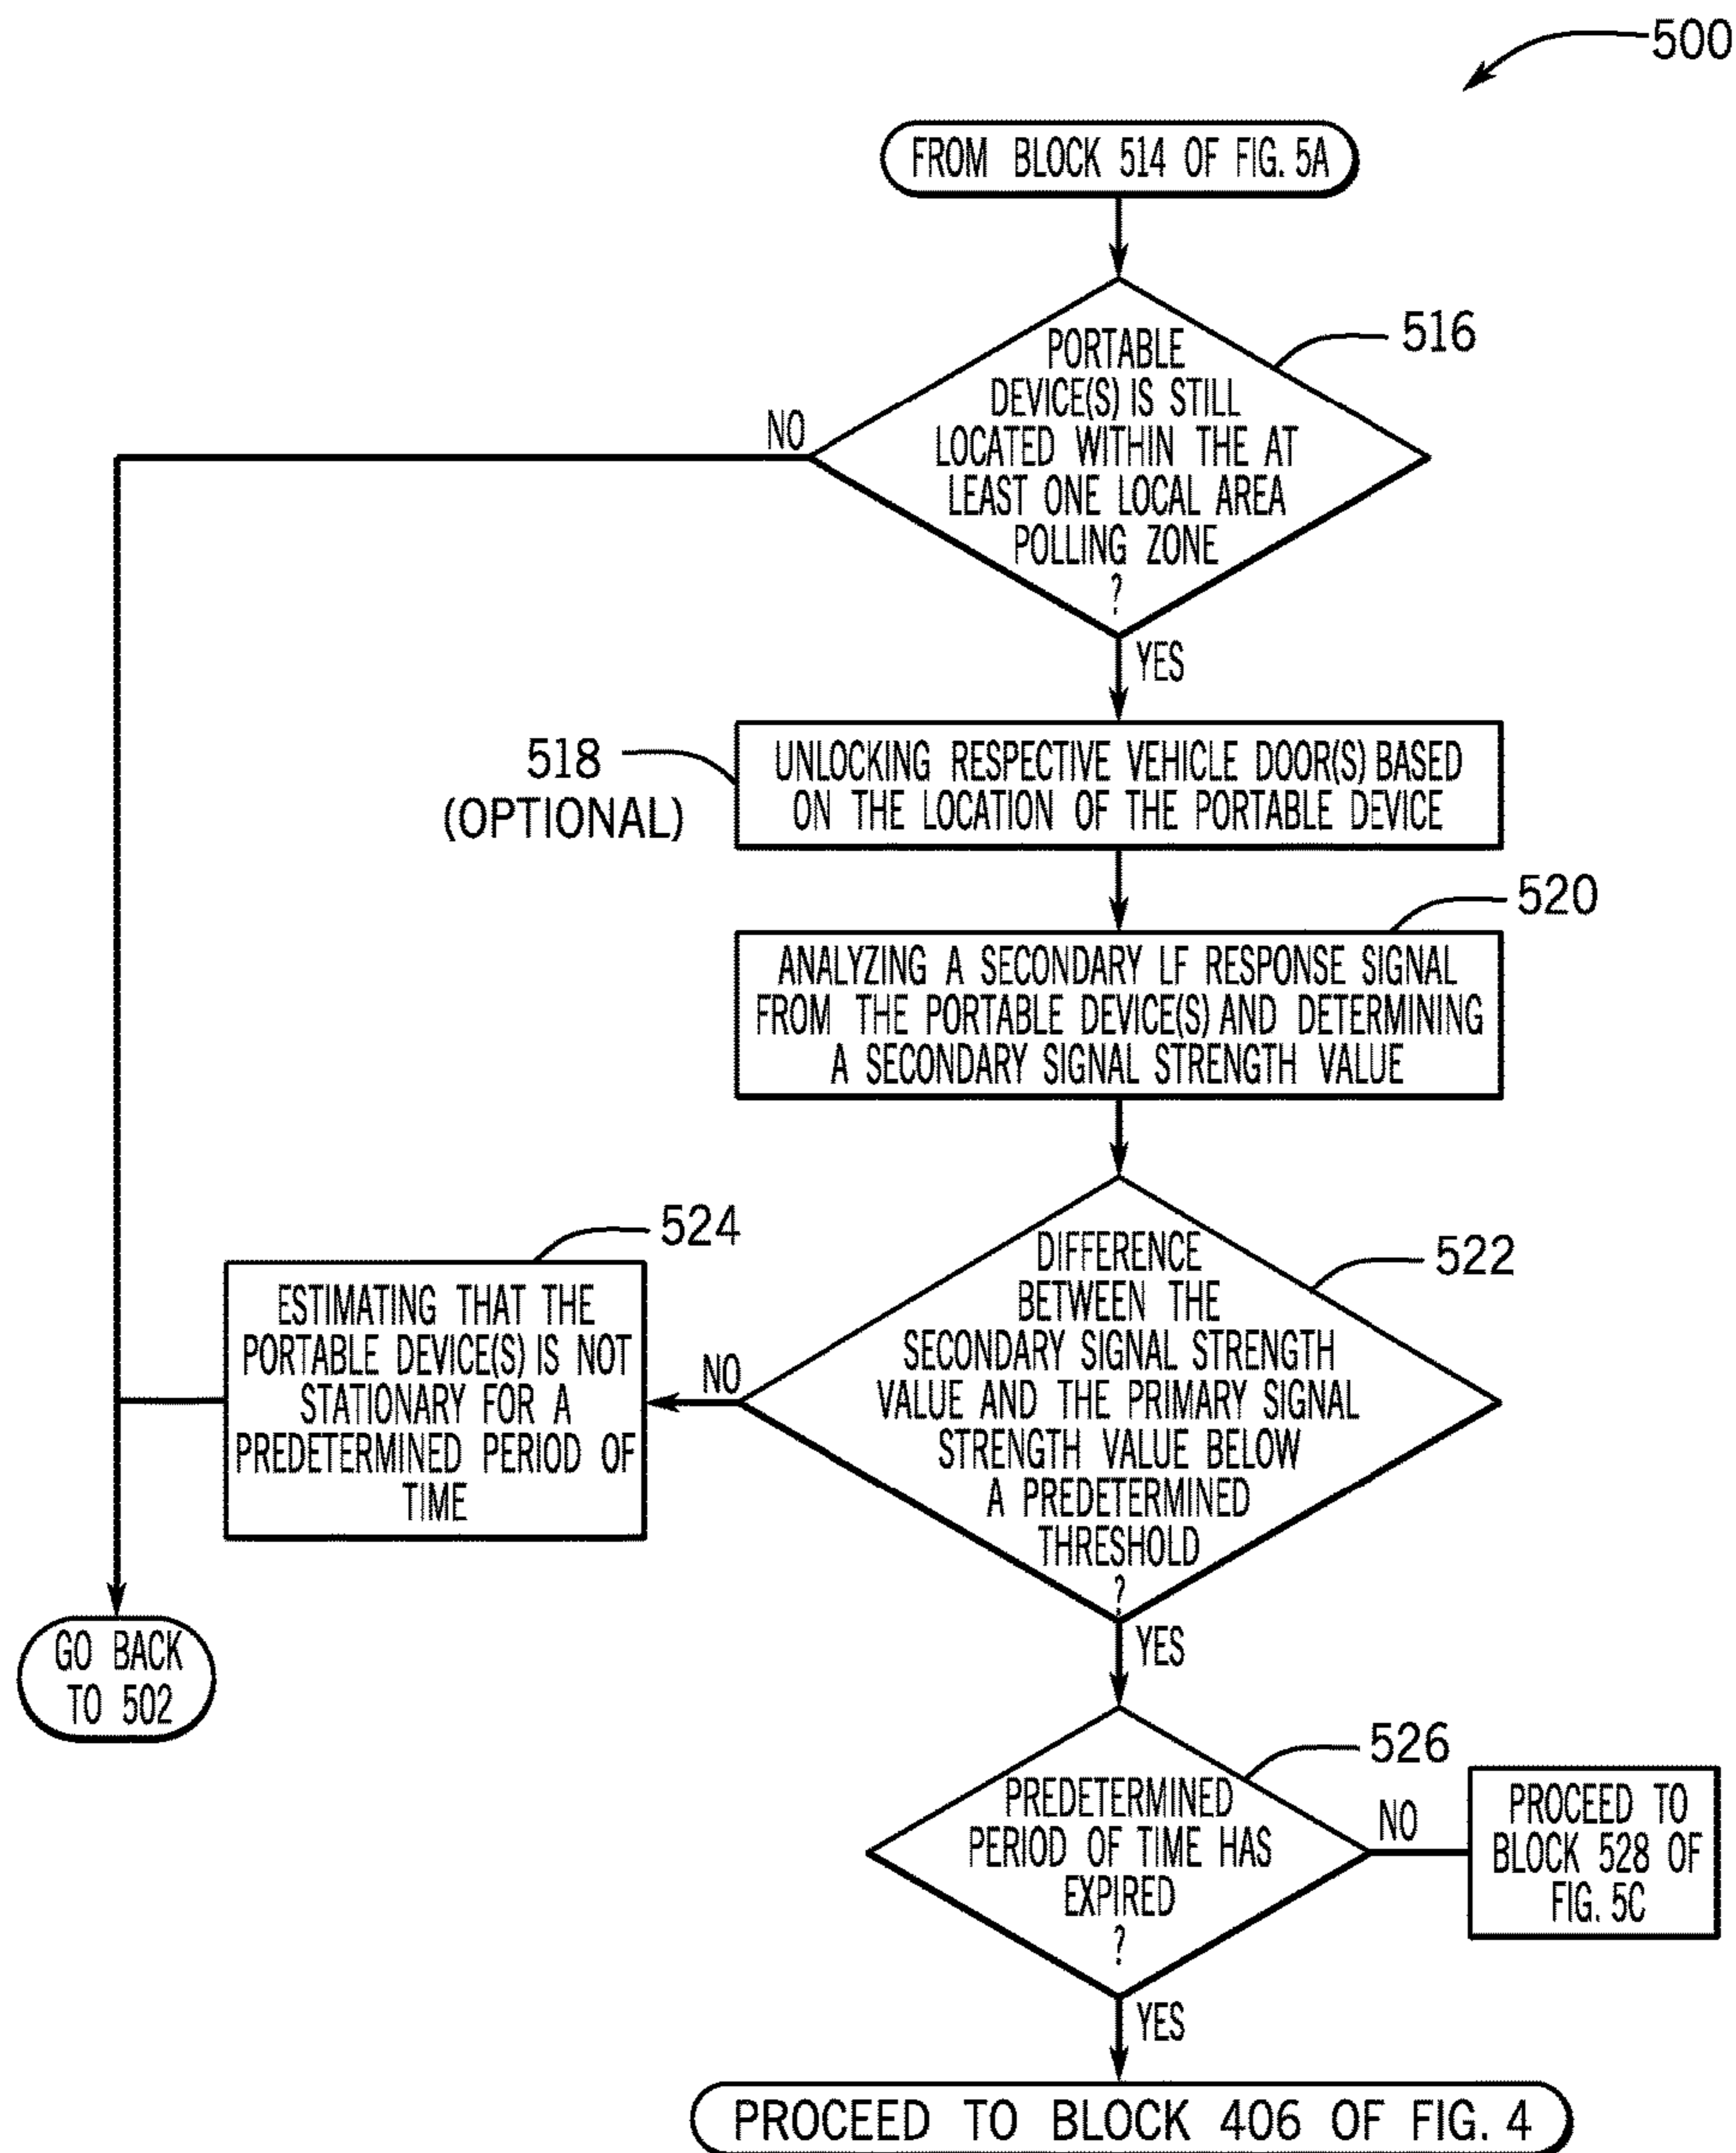 500
FROM BLOCK 514 OF FIG. 5A
PORTABLE
DEVICE(S) IS STILL
LOCATED WITHIN THE AT
LEAST ONE LOCAL AREA
POLLING ZONE
?
516
NO
YES
518
(OPTIONAL)
UNLOCKING RESPECTIVE VEHICLE DOOR(S) BASED
ON THE LOCATION OF THE PORTABLE DEVICE
520
ANALYZING A SECONDARY LF RESPONSE SIGNAL
FROM THE PORTABLE DEVICE(S) AND DETERMINING
A SECONDARY SIGNAL STRENGTH VALUE
522
DIFFERENCE
BETWEEN THE
SECONDARY SIGNAL STRENGTH
VALUE AND THE PRIMARY SIGNAL
STRENGTH VALUE BELOW
A PREDETERMINED
THRESHOLD
?
NO
524
ESTIMATING THAT THE
PORTABLE DEVICE(S) IS NOT
STATIONARY FOR A
PREDETERMINED PERIOD OF
TIME
GO BACK
TO 502
YES
526
PREDETERMINED
PERIOD OF TIME HAS
EXPIRED
?
NO
PROCEED TO
BLOCK 528 OF
FIG. 5C
YES
PROCEED TO BLOCK 406 OF FIG. 4